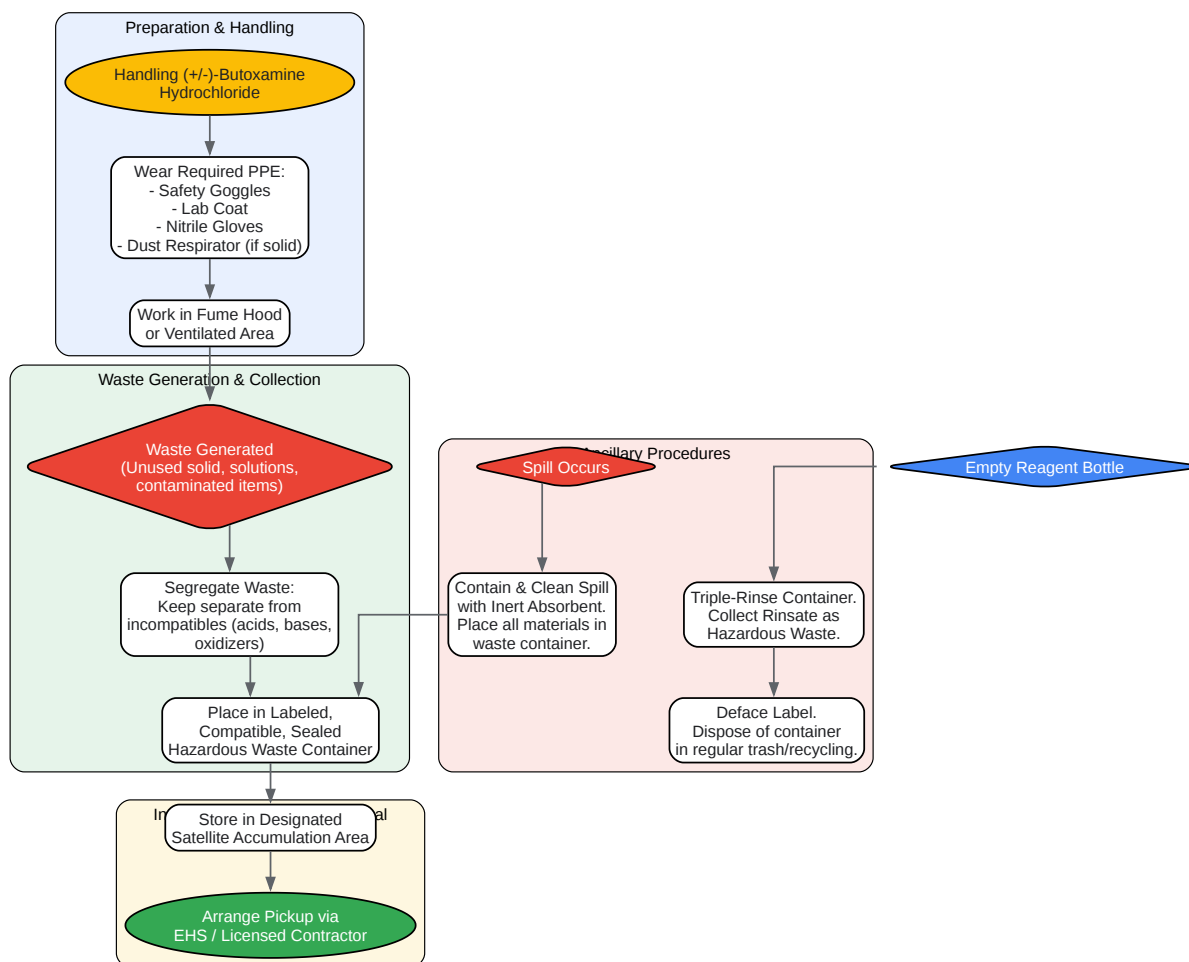 Preparation & Handling
Handling (+/-)-Butoxamine
Hydrochloride
Wear Required PPE:
- Safety Goggles
- Lab Coat
- Nitrile Gloves
- Dust Respirator (if solid)
Work in Fume Hood
or Ventilated Area
Waste Generation & Collection
Waste Generated
(Unused solid, solutions,
contaminated items)
Segregate Waste:
Keep separate from
incompatibles (acids, bases,
oxidizers)
Place in Labeled,
Compatible, Sealed
Hazardous Waste Container
Procedures
Spill Occurs
Contain & Clean Spill
with Inert Absorbent.
Place all materials in
waste container.
Empty Reagent Bottle
Triple-Rinse Container.
Collect Rinsate as
Hazardous Waste.
Deface Label.
Dispose of container
in regular trash/recycling.
Store in Designated
Satellite Accumulation Area
Arrange Pickup via
EHS / Licensed Contractor